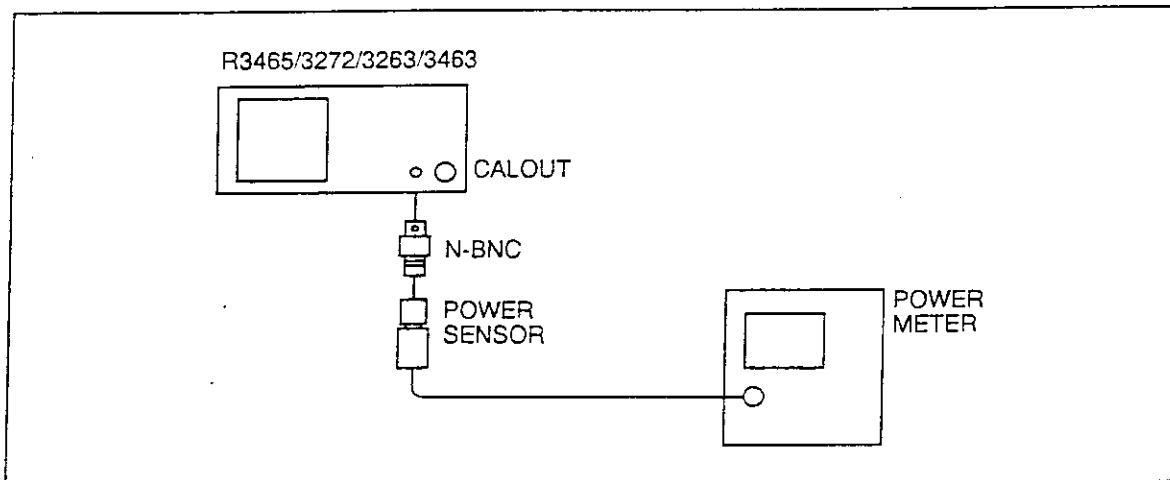 R3465/3272/3263/3463
CALOUT
N-BNC
POWER
SENSOR
POWER
METER